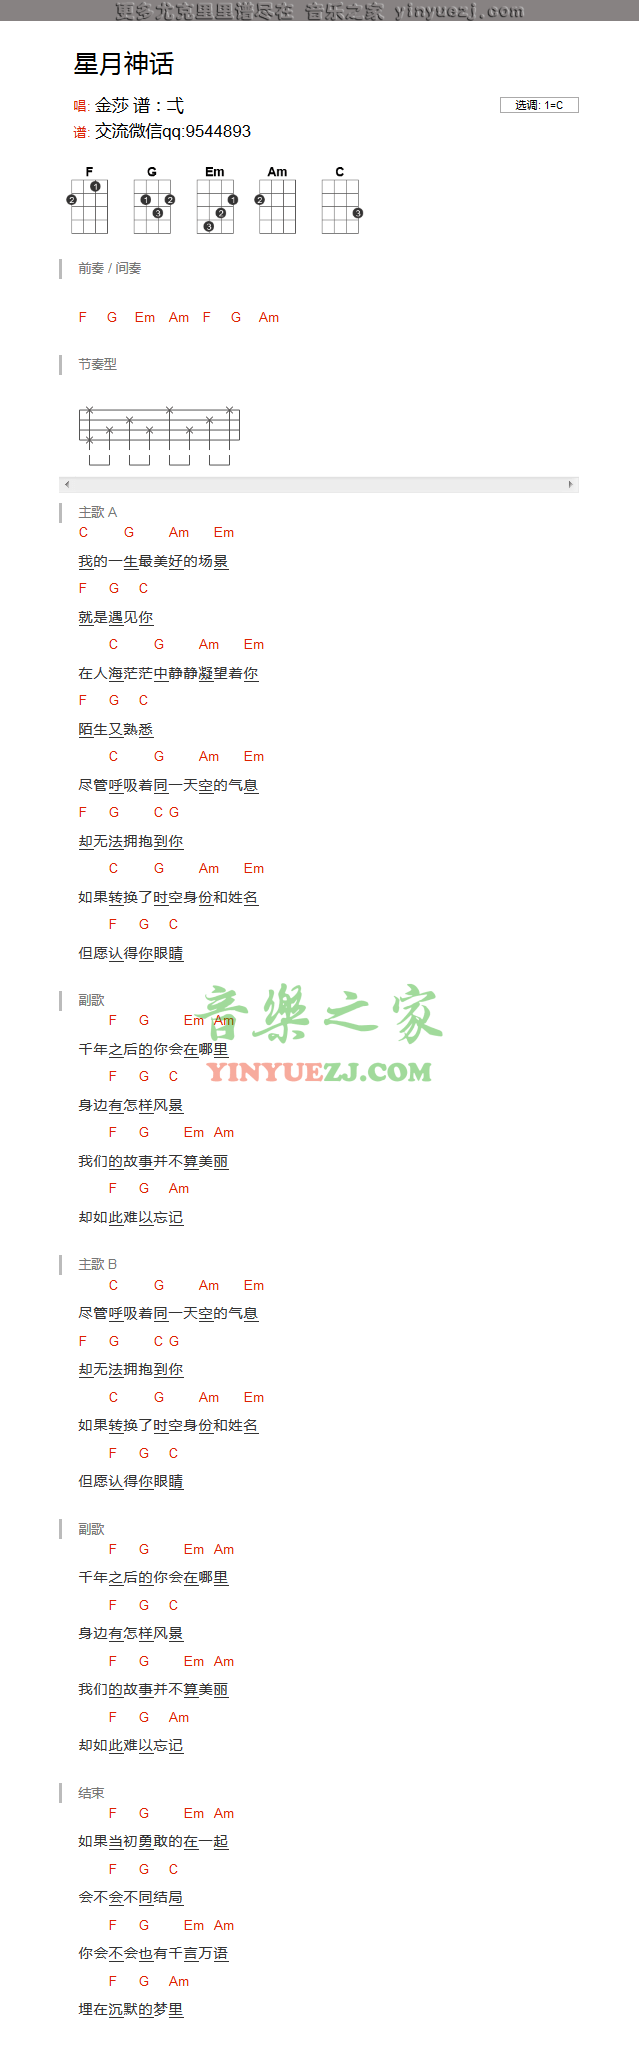 更多尤克里里谱尽在 音乐之家 yinyuezj.com
星月神话
唱: 金莎 谱：弍
选调: 1=C
谱: 交流微信qq:9544893
F G Em Am C
1 2 1 2 3 1 2 3 2 3
前奏 / 间奏
F G Em Am F G Am
节奏型
主歌 A
C G Am Em
我的一生最美好的场景
F G C
就是遇见你
C G Am Em
在人海茫茫中静静凝望着你
F G C
陌生又熟悉
C G Am Em
尽管呼吸着同一天空的气息
F G C G
却无法拥抱到你
C G Am Em
如果转换了时空身份和姓名
F G C
但愿认得你眼睛
副歌
音樂之家
F G Em Am
千年之后的你会在哪里
YINYUEZJ.COM
F G C
身边有怎样风景
F G Em Am
我们的故事并不算美丽
F G Am
却如此难以忘记
主歌 B
C G Am Em
尽管呼吸着同一天空的气息
F G C G
却无法拥抱到你
C G Am Em
如果转换了时空身份和姓名
F G C
但愿认得你眼睛
副歌
F G Em Am
千年之后的你会在哪里
F G C
身边有怎样风景
F G Em Am
我们的故事并不算美丽
F G Am
却如此难以忘记
结束
F G Em Am
如果当初勇敢的在一起
F G C
会不会不同结局
F G Em Am
你会不会也有千言万语
F G Am
埋在沉默的梦里